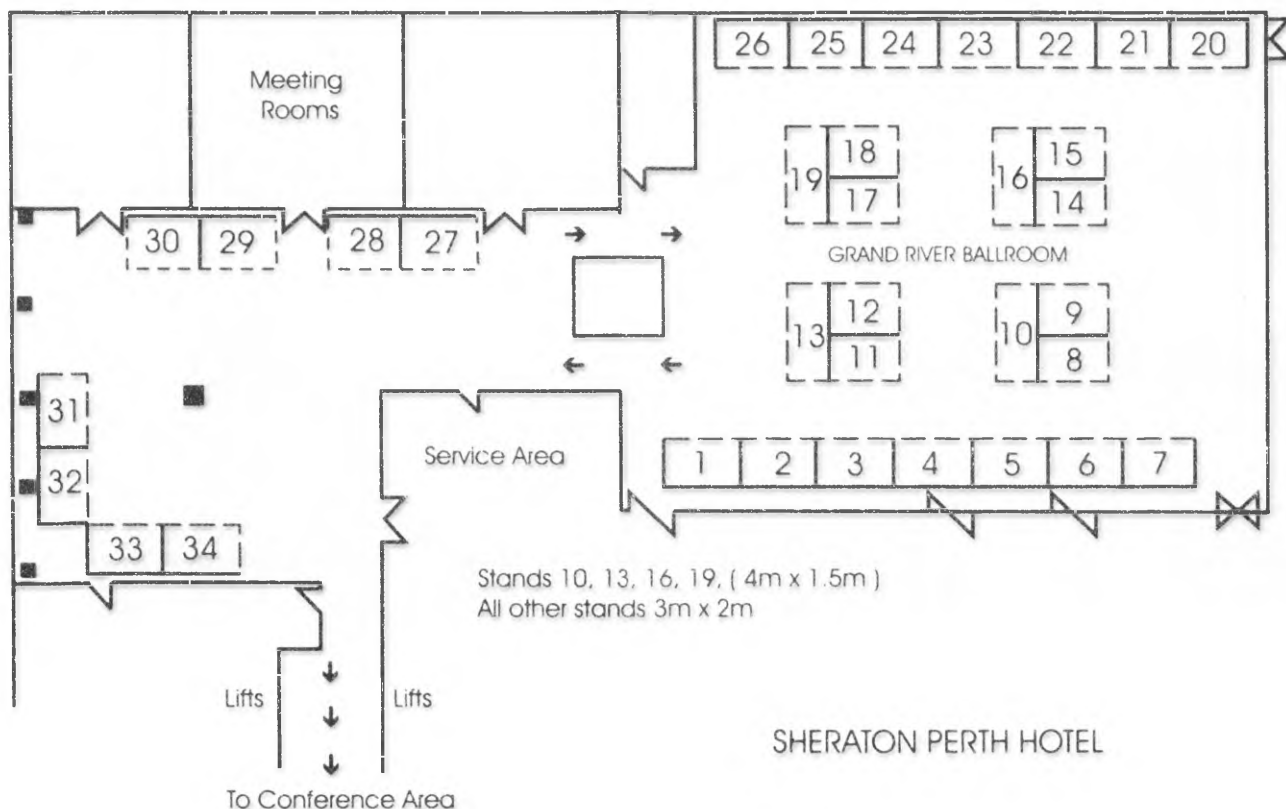 26 25 24 23 22 21 20
Meeting
Rooms
18
15
19
16
17
14
30 29 28 27
GRAND RIVER BALLROOM
12
9
13
10
11
8
31
Service Area
1 2 3 4 5 6 7
32
33 34
Stands 10, 13, 16, 19, ( 4m x 1.5m )
All other stands 3m x 2m
Lifts
Lifts
SHERATON PERTH HOTEL
To Conference Area